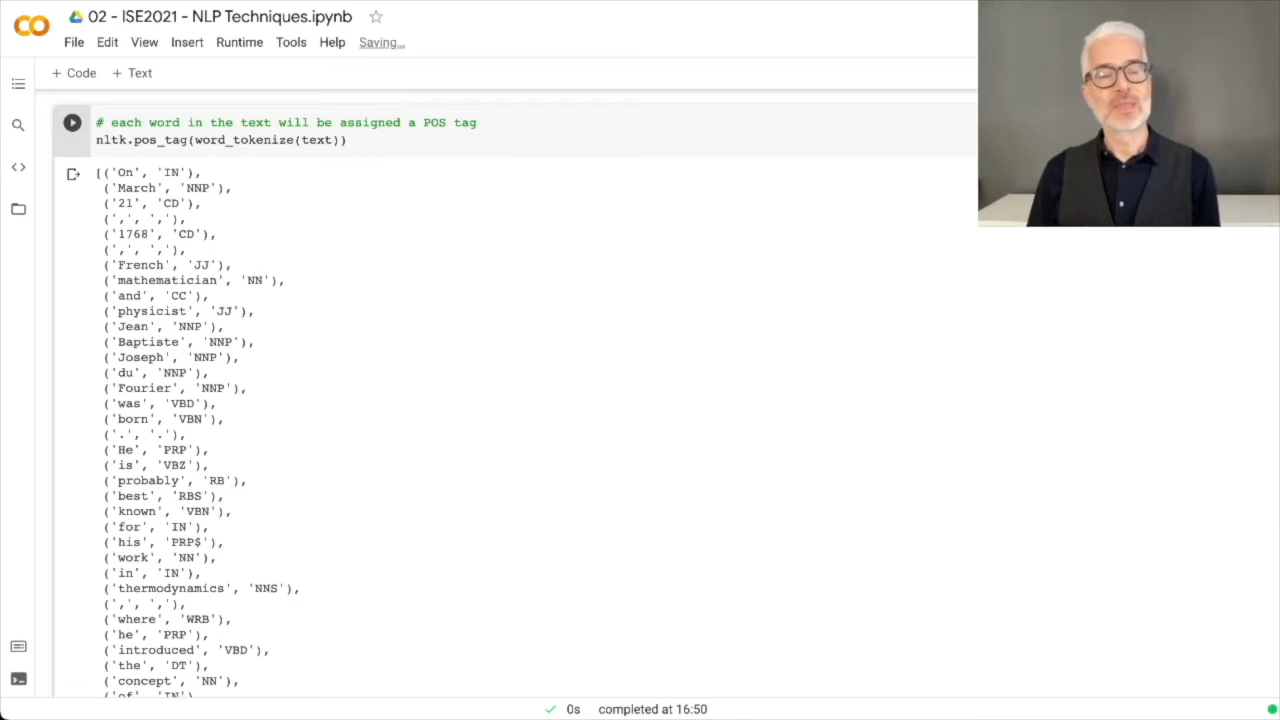 02 - ISE2021 - NLP Techniques.ipynb
File Edit View Insert Runtime Tools Help Saving...
+ Code + Text
# each word in the text will be assigned a POS tag
nltk.pos_tag(word_tokenize(text))
[('On', 'IN'),
('March', 'NNP'),
('21', 'CD'),
(',', ','),
('1768', 'CD'),
(',', ','),
('French', 'JJ'),
('mathematician', 'NN'),
('and', 'CC'),
('physicist', 'JJ'),
('Jean', 'NNP'),
('Baptiste', 'NNP'),
('Joseph', 'NNP'),
('du', 'NNP'),
('Fourier', 'NNP'),
('was', 'VBD'),
('born', 'VBN'),
('.', '.'),
('He', 'PRP'),
('is', 'VBZ'),
('probably', 'RB'),
('best', 'RBS'),
('known', 'VBN'),
('for', 'IN'),
('his', 'PRP$'),
('work', 'NN'),
('in', 'IN'),
('thermodynamics', 'NNS'),
(',', ','),
('where', 'WRB'),
('he', 'PRP'),
('introduced', 'VBD'),
('the', 'DT'),
('concept', 'NN'),
('of', 'IN'),
0s completed at 16:50